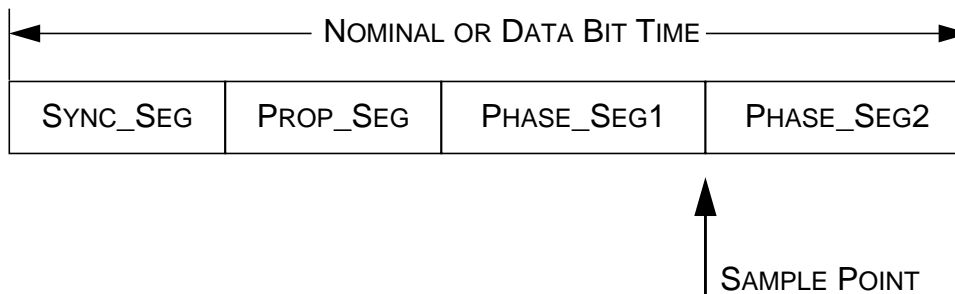 NOMINAL OR DATA BIT TIME
SYNC_SEG PROP_SEG PHASE_SEG1 PHASE_SEG2
SAMPLE POINT